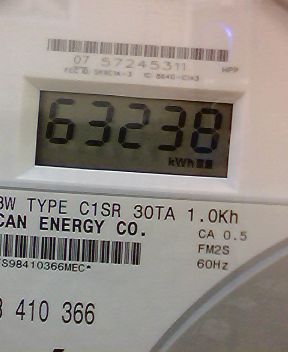 07 57245311
HPP
63238
kWh
3W TYPE C1SR 30TA 1.0Kh
CAN ENERGY CO.
CA 0.5
FM2S
60Hz
S98410366MEC*
410 366